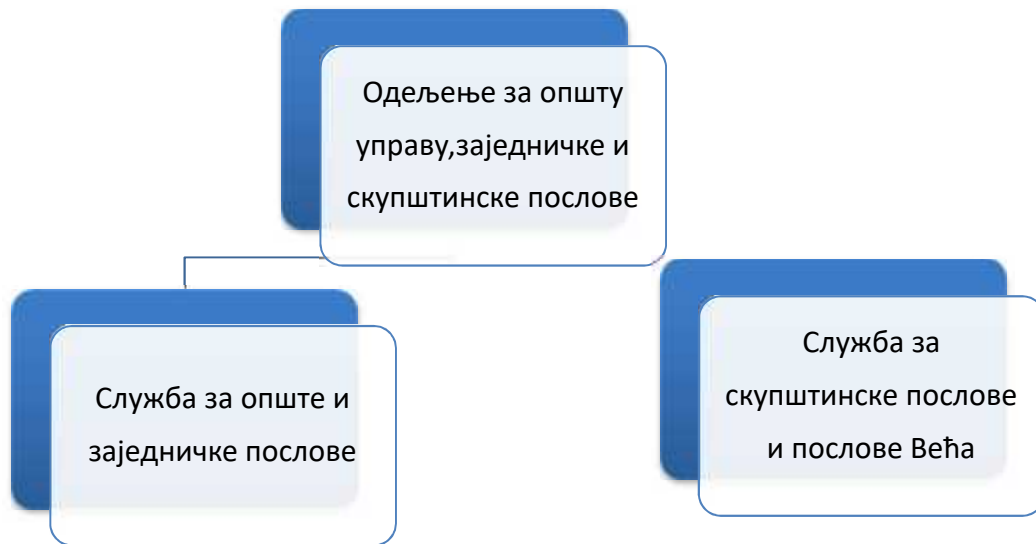 Одељење за општу
управу,заједничке и
скупштинске послове
Служба за опште и
заједничке послове
Служба за
скупштинске послове
и послове Већа